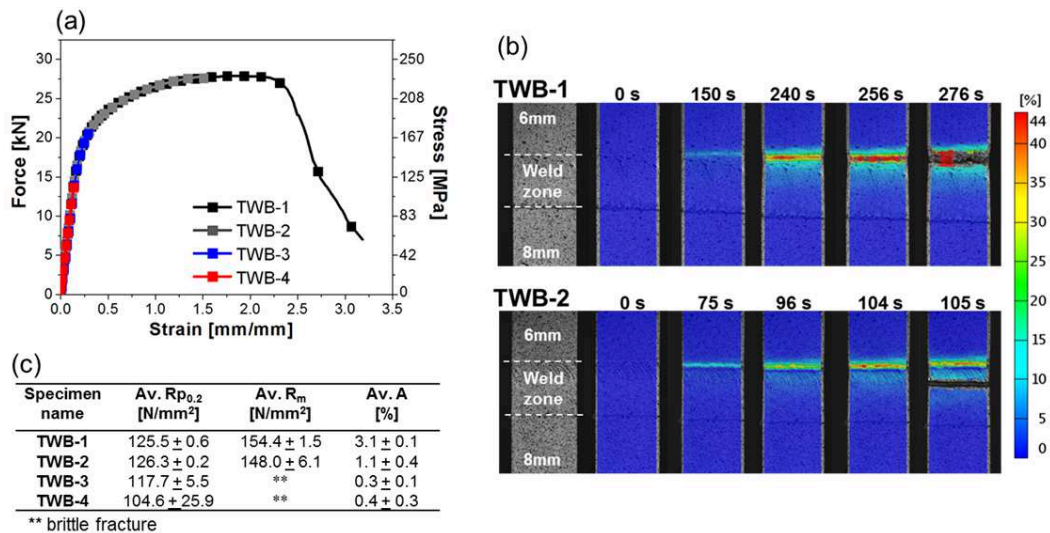 (a)
30
25
20
15
10
5
0
Force [kN]
250
208
167
125
83
42
0
Stress [MPa]
TWB-1
TWB-2
TWB-3
TWB-4
0.0 0.5 1.0 1.5 2.0 2.5 3.0 3.5
Strain [mm/mm]
(b)
TWB-1
0 s 150 s 240 s 256 s 276 s
6mm
Weld
zone
8mm
TWB-2
0 s 75 s 96 s 104 s 105 s
6mm
Weld
zone
8mm
[%]
44
40
35
30
25
20
15
10
5
0
(c)
Specimen name Av. Rp0.2 [N/mm²] Av. Rm [N/mm²] Av. A [%]
TWB-1 125.5 ± 0.6 154.4 ± 1.5 3.1 ± 0.1
TWB-2 126.3 ± 0.2 148.0 ± 6.1 1.1 ± 0.4
TWB-3 117.7 ± 5.5 ** 0.3 ± 0.1
TWB-4 104.6 ± 25.9 ** 0.4 ± 0.3
** brittle fracture